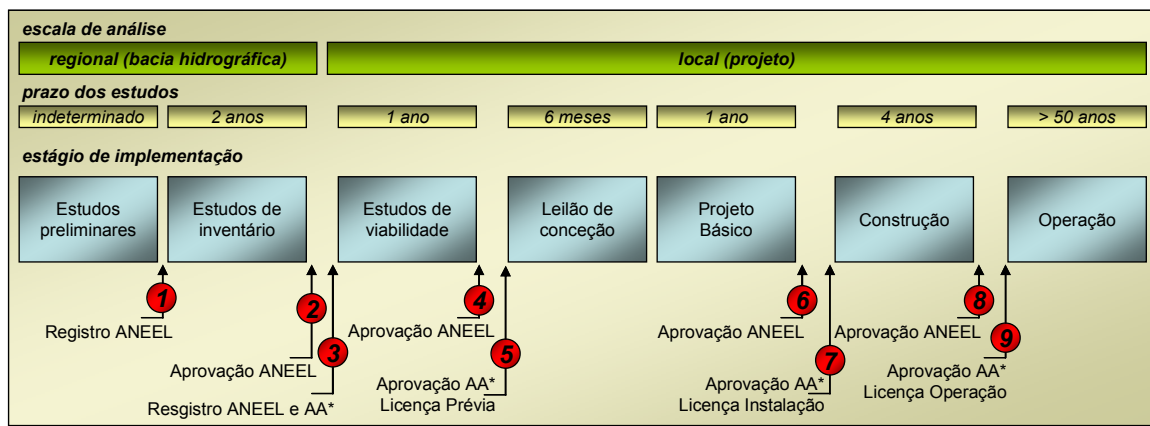 escala de análise
regional (bacia hidrográfica)
local (projeto)
prazo dos estudos
indeterminado
2 anos
1 ano
6 meses
1 ano
4 anos
> 50 anos
estágio de implementação
Estudos
preliminares
Estudos de
inventário
Estudos de
viabilidade
Leilão de
conceção
Projeto
Básico
Construção
Operação
1
Registro ANEEL
2
Aprovação ANEEL
3
Resgistro ANEEL e AA*
4
Aprovação ANEEL
5
Aprovação AA*
Licença Prévia
6
Aprovação ANEEL
7
Aprovação AA*
Licença Instalação
8
Aprovação ANEEL
9
Aprovação AA*
Licença Operação